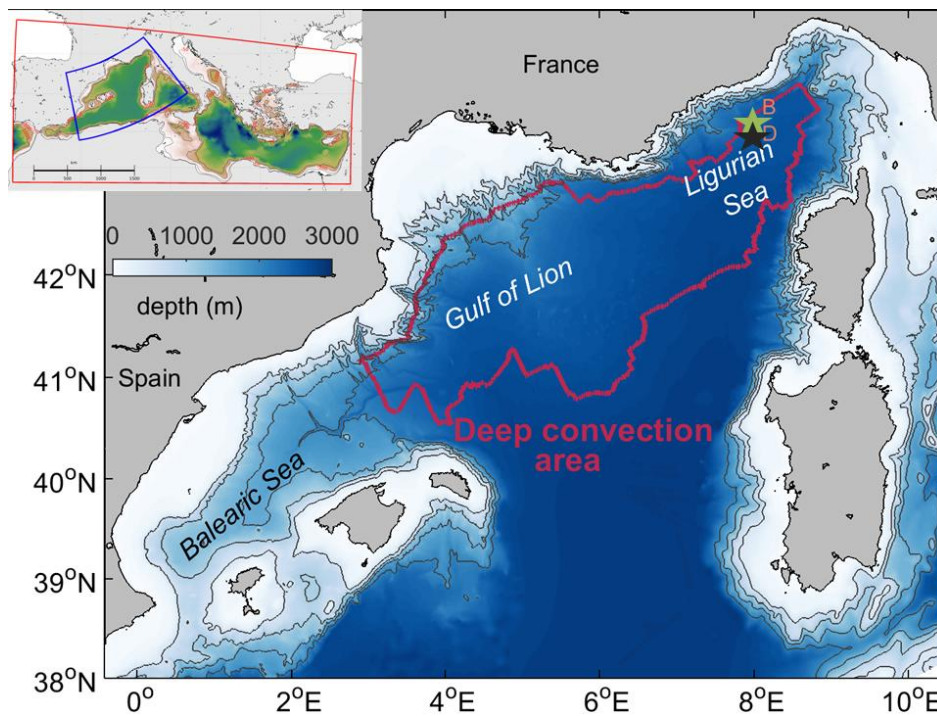 France
B
D
Ligurian
Sea
0 1000 2000 3000
depth (m)
42°N
Gulf of Lion
41°N
Spain
Deep convection
area
40°N
Balearic Sea
39°N
38°N
0° 2°E 4°E 6°E 8°E 10°E